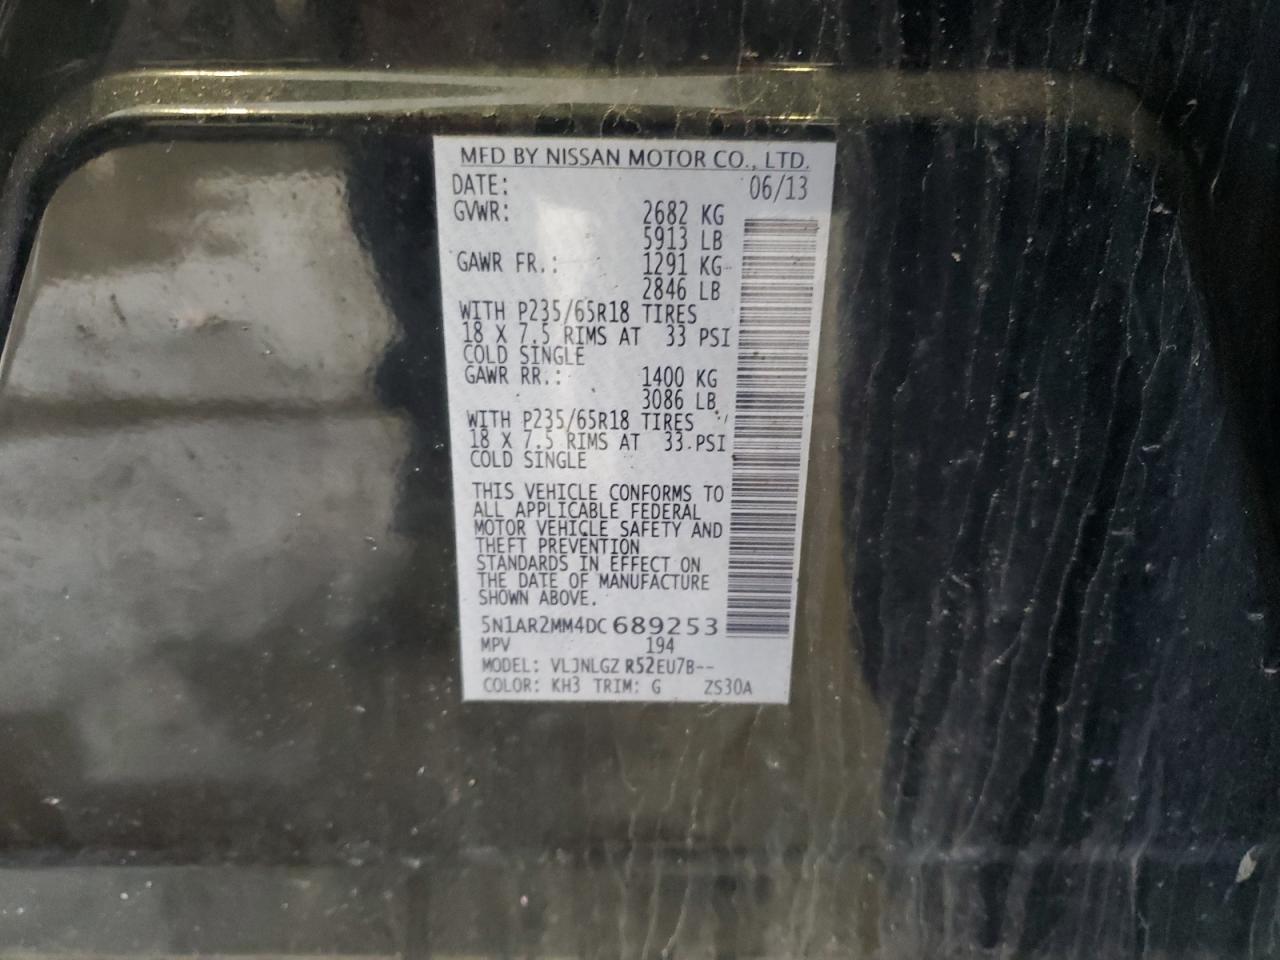 MFD BY NISSAN MOTOR CO., LTD.
DATE: 06/13
GVWR: 2682 KG
5913 LB
GAWR FR.: 1291 KG
2846 LB
WITH P235/65R18 TIRES
18 X 7.5 RIMS AT 33 PSI
COLD SINGLE
GAWR RR.: 1400 KG
3086 LB
WITH P235/65R18 TIRES
18 X 7.5 RIMS AT 33 PSI
COLD SINGLE
THIS VEHICLE CONFORMS TO
ALL APPLICABLE FEDERAL
MOTOR VEHICLE SAFETY AND
THEFT PREVENTION
STANDARDS IN EFFECT ON
THE DATE OF MANUFACTURE
SHOWN ABOVE.
5N1AR2MM4DC 689253
MPV 194
MODEL: VLJNLGZ R52EU7B--
COLOR: KH3 TRIM: G ZS30A